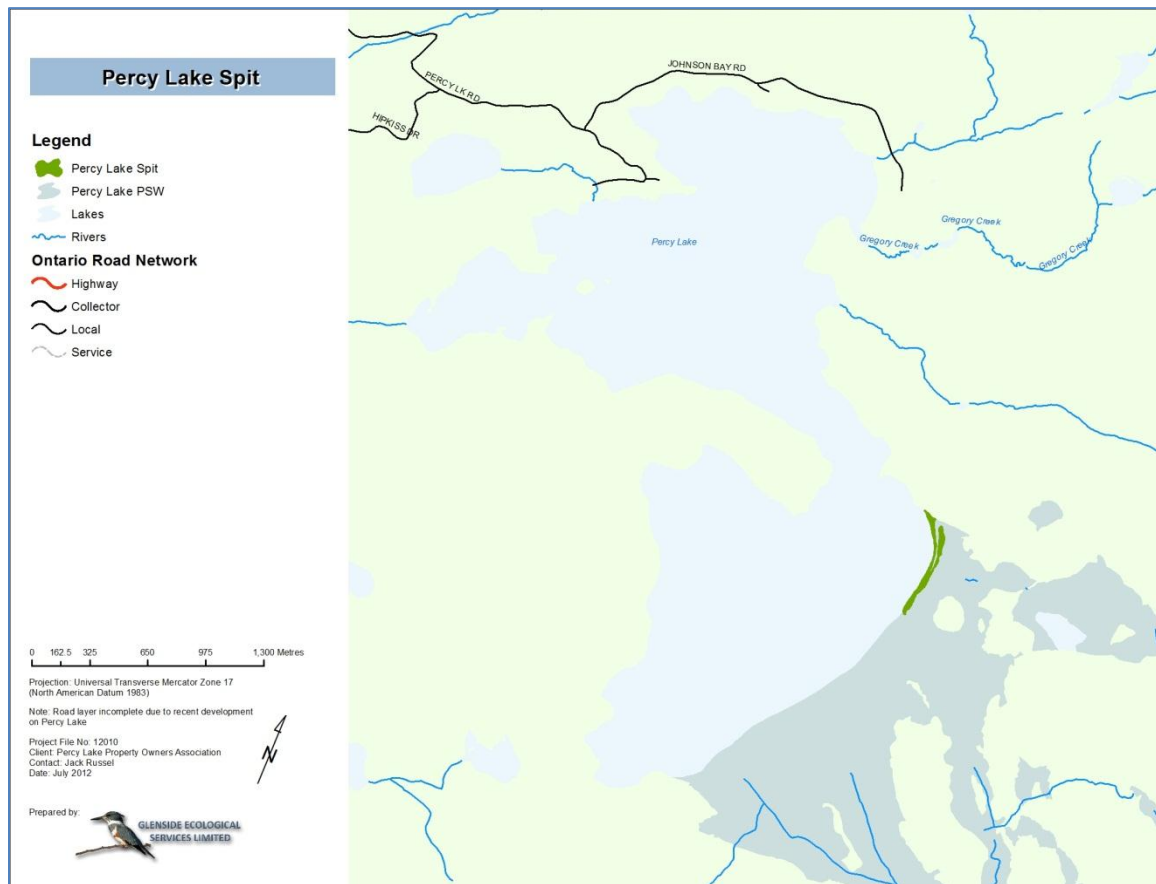 Percy Lake Spit
Legend
Percy Lake Spit
Percy Lake PSW
Lakes
Rivers
Ontario Road Network
Highway
Collector
Local
Service
0 162.5 325 650 975 1,300 Metres
Projection: Universal Transverse Mercator Zone 17
(North American Datum 1983)
Note: Road layer incomplete due to recent development
on Percy Lake
Project File No: 12010
Client: Percy Lake Property Owners Association
Contact: Jack Russel
Date: July 2012
N
Prepared by:
GLENSIDE ECOLOGICAL
SERVICES LIMITED
JOHNSON BAY RD
PERCY LK RD
HIPKISS DR
Percy Lake
Gregory Creek
Gregory Creek
Gregory Creek